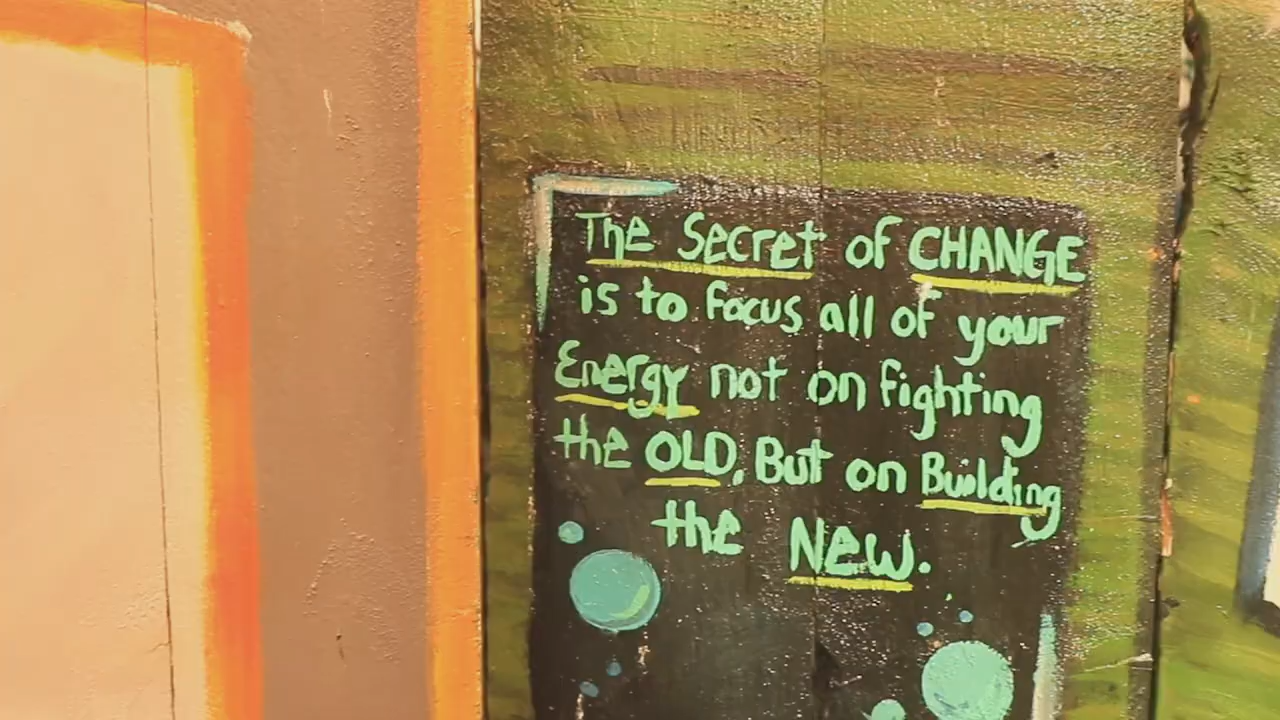 The Secret of CHANGE
is to focus all of your
Energy not on fighting
the OLD, But on Building
the New.